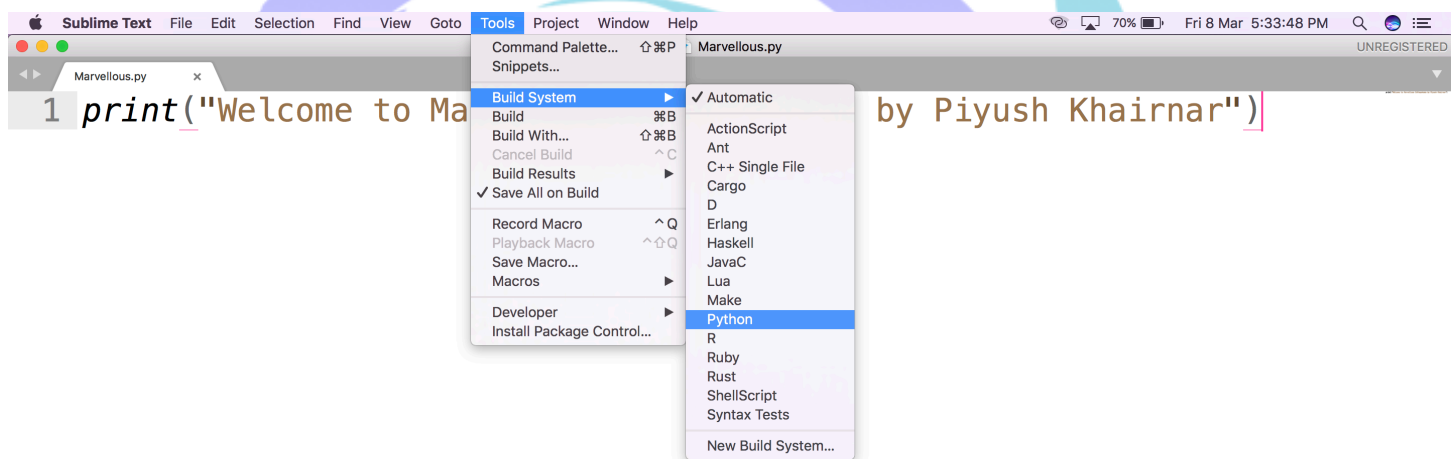 Sublime Text File Edit Selection Find View Goto Tools Project Window Help 70% Fri 8 Mar 5:33:48 PM
Marvellous.py UNREGISTERED
Marvellous.py ×
1 print("Welcome to Ma by Piyush Khairnar")
Command Palette... ⇧⌘P
Snippets...
Build System ▶
Build ⌘B
Build With... ⇧⌘B
Cancel Build ^C
Build Results ▶
✓ Save All on Build
Record Macro ^Q
Playback Macro ^⇧Q
Save Macro...
Macros ▶
Developer ▶
Install Package Control...
✓ Automatic
ActionScript
Ant
C++ Single File
Cargo
D
Erlang
Haskell
JavaC
Lua
Make
Python
R
Ruby
Rust
ShellScript
Syntax Tests
New Build System...